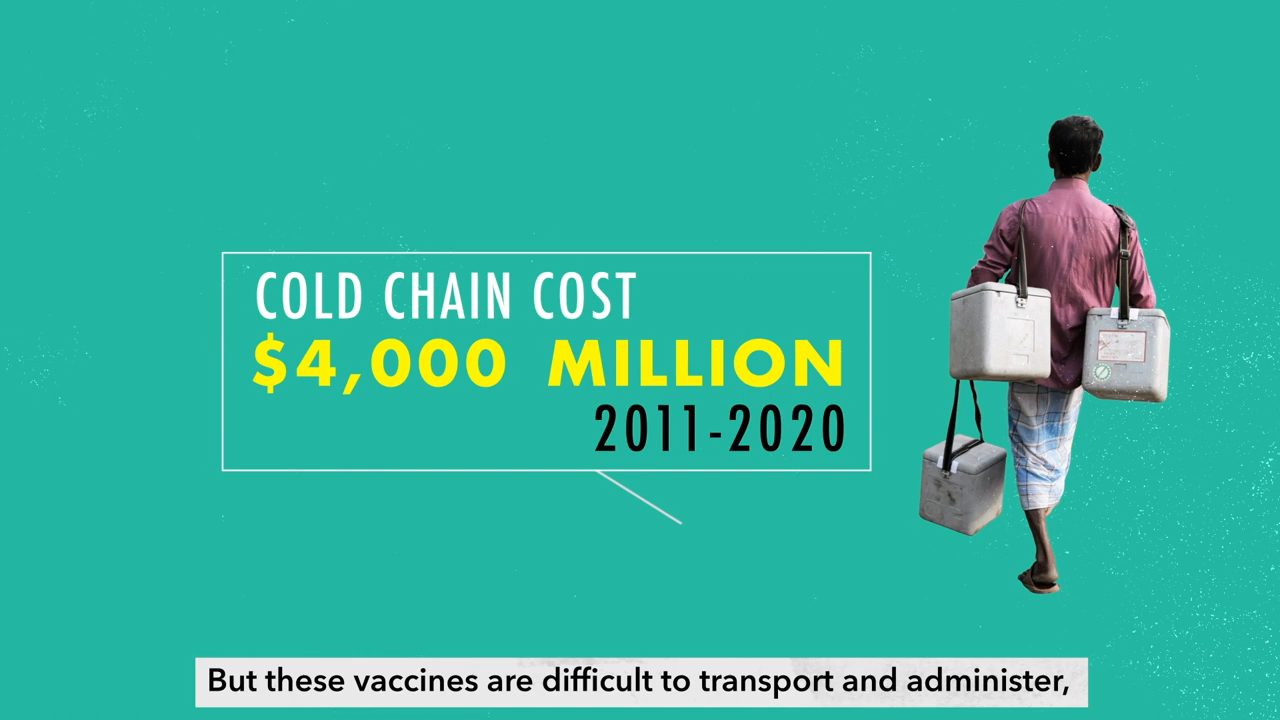 COLD CHAIN COST
$4,000 MILLION
2011-2020
But these vaccines are difficult to transport and administer,